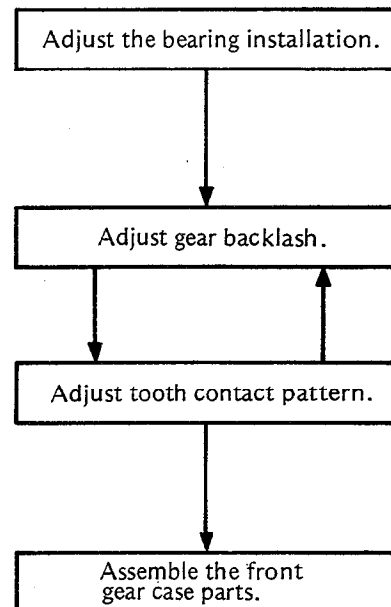 Adjust the bearing installation.
Adjust gear backlash.
Adjust tooth contact pattern.
Assemble the front
gear case parts.